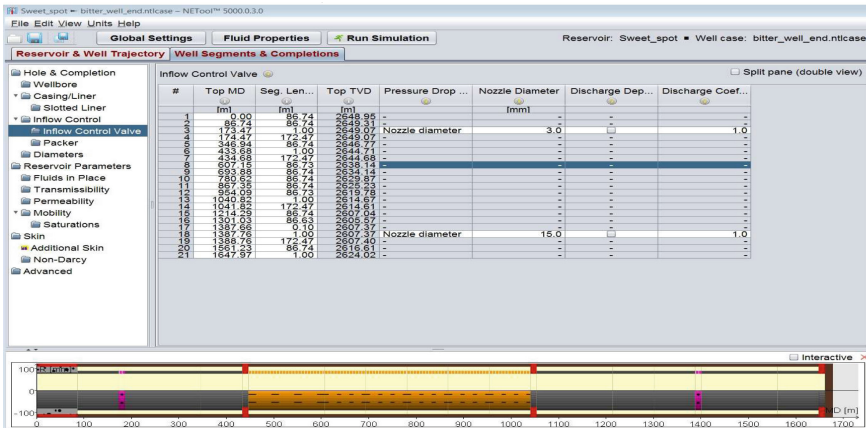 Sweet_spot ► bitter_well_end.ntlcase – NETool™ 5000.0.3.0
File Edit View Units Help
Global Settings Fluid Properties Run Simulation Reservoir: Sweet_spot ▪ Well case: bitter_well_end.ntlcase
Reservoir & Well Trajectory Well Segments & Completions
Hole & Completion
Wellbore
Casing/Liner
Slotted Liner
Inflow Control
Inflow Control Valve
Packer
Diameters
Reservoir Parameters
Fluids in Place
Transmissibility
Permeability
Mobility
Saturations
Skin
Additional Skin
Non-Darcy
Advanced
Inflow Control Valve Split pane (double view)
# Top MD Seg. Len... Top TVD Pressure Drop ... Nozzle Diameter Discharge Dep... Discharge Coef...
[m] [m] [m] [mm]
1 0.00 86.74 2648.95 - - - -
2 86.74 86.74 2649.31 - - - -
3 173.47 1.00 2649.07 Nozzle diameter 3.0 1.0
4 174.47 172.47 2649.07 - - - -
5 346.94 86.74 2646.77 - - - -
6 433.68 1.00 2644.71 - - - -
7 434.68 172.47 2644.68 - - - -
8 607.15 86.73 2638.14 - - - -
9 693.88 86.74 2634.14 - - - -
10 780.62 86.74 2629.87 - - - -
11 867.35 86.74 2625.23 - - - -
12 954.09 86.73 2619.78 - - - -
13 1040.82 1.00 2614.67 - - - -
14 1041.82 172.47 2614.61 - - - -
15 1214.29 86.74 2607.04 - - - -
16 1301.03 86.63 2605.57 - - - -
17 1387.66 0.10 2607.37 - - - -
18 1387.76 1.00 2607.37 Nozzle diameter 15.0 1.0
19 1388.76 172.47 2607.40 - - - -
20 1561.23 86.74 2616.61 - - - -
21 1647.97 1.00 2624.02 - - - -
Interactive
100
0
-100
MD [m]
0 100 200 300 400 500 600 700 800 900 1000 1100 1200 1300 1400 1500 1600 1700